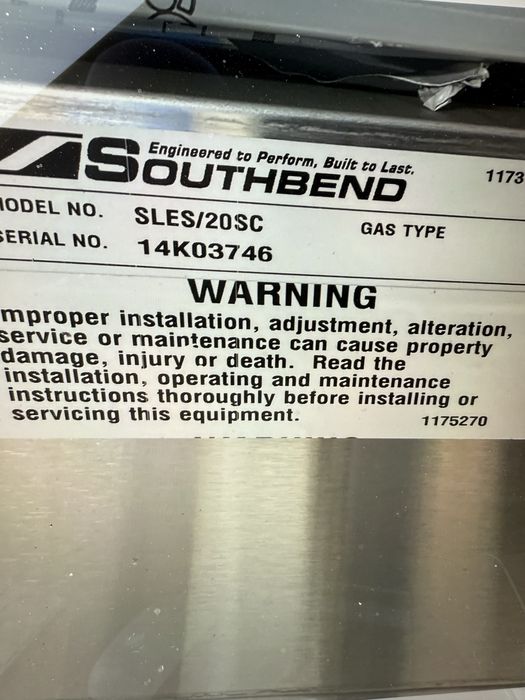 Engineered to Perform, Built to Last.
SOUTHBEND
1173
MODEL NO. SLES/20SC GAS TYPE
SERIAL NO. 14K03746
WARNING
mproper installation, adjustment, alteration,
service or maintenance can cause property
damage, injury or death. Read the
installation, operating and maintenance
instructions thoroughly before installing or
servicing this equipment. 1175270